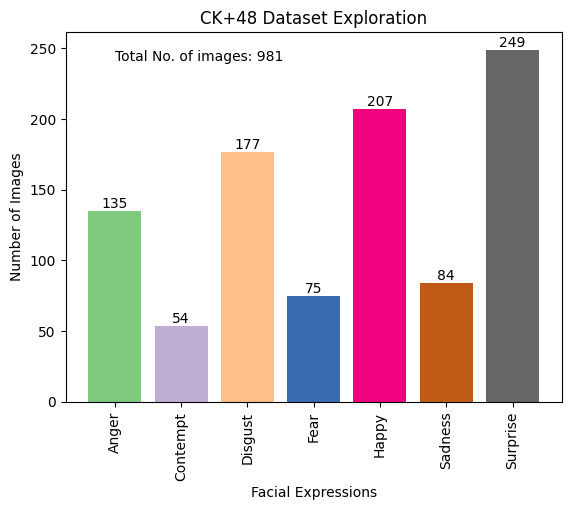 CK+48 Dataset Exploration
Total No. of images: 981
Number of Images
250
200
150
100
50
0
135
54
177
75
207
84
249
Anger
Contempt
Disgust
Fear
Happy
Sadness
Surprise
Facial Expressions